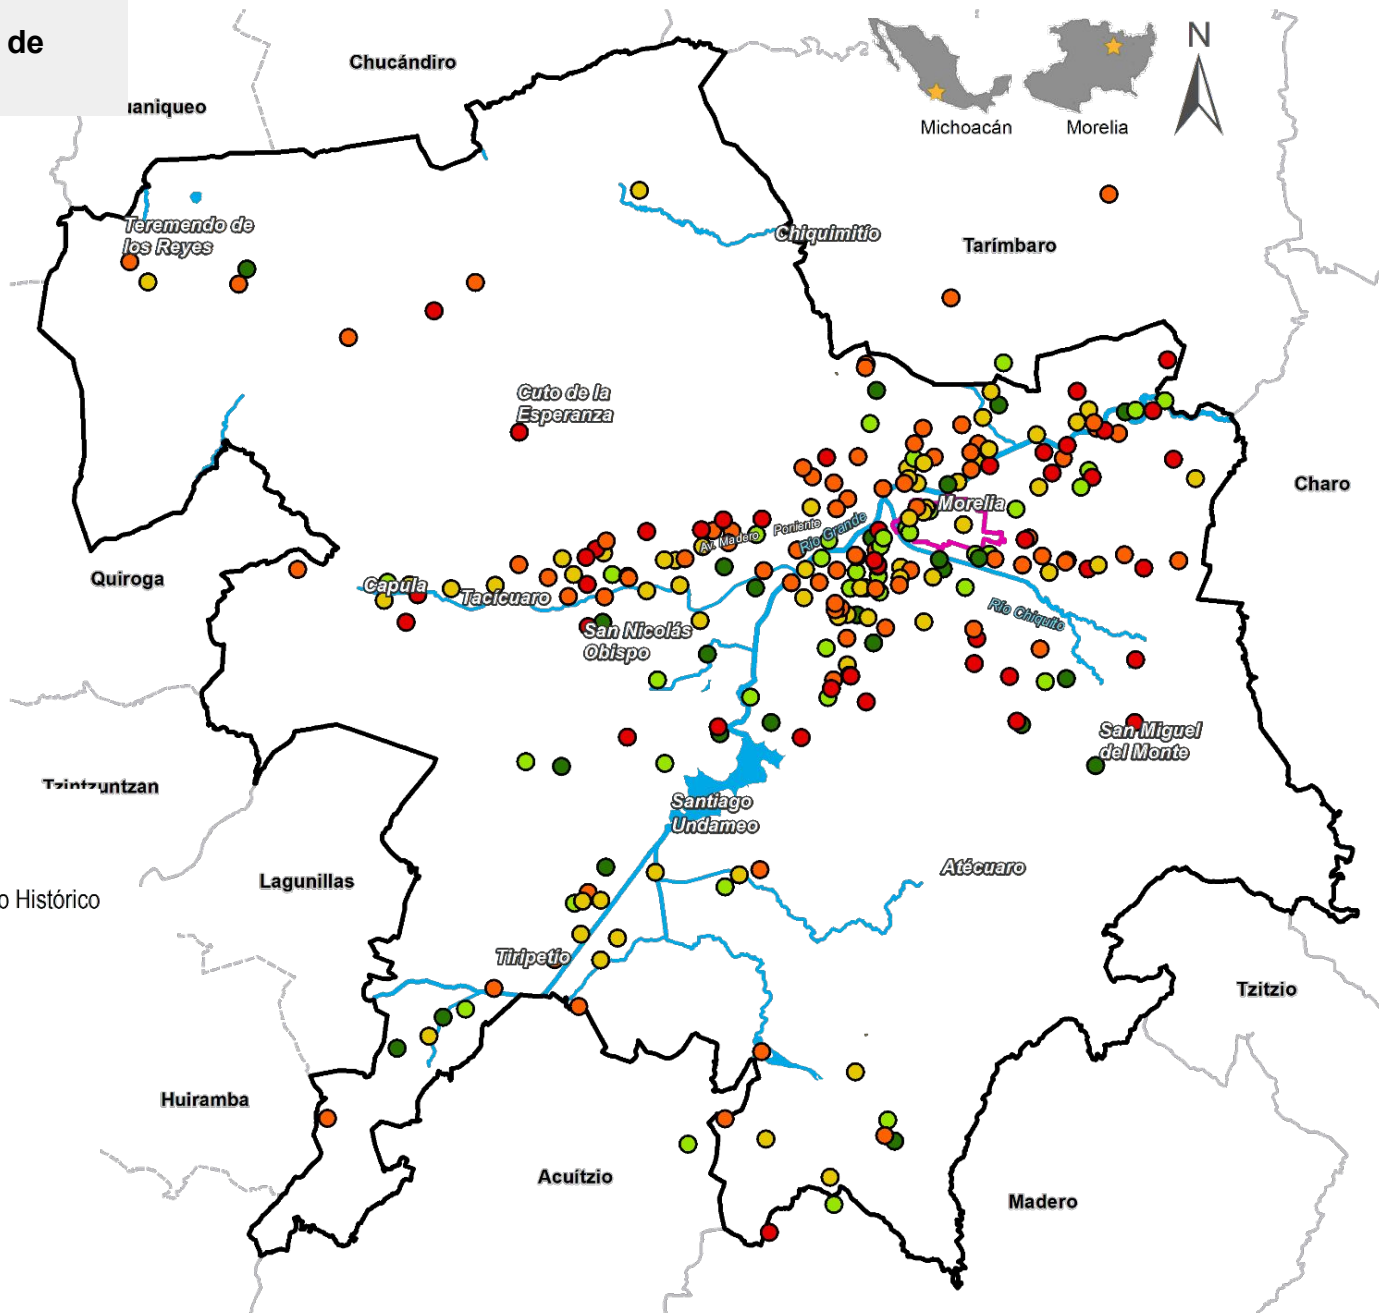 de
Chucándiro
uaniqueo
N
Michoacán
Morelia
Teremendo de
los Reyes
Chiquimitío
Tarímbaro
Cuto de la
Esperanza
Charo
Morelia
Av. Madero Poniente
Río Grande
Quiroga
Capula
Tacícuaro
Río Chiquito
San Nicolás
Obispo
San Miguel
del Monte
Tzintzuntzan
Santiago
Undameo
Atécuaro
Lagunillas
o Histórico
Tiripetío
Tzitzio
Huiramba
Acuítzio
Madero